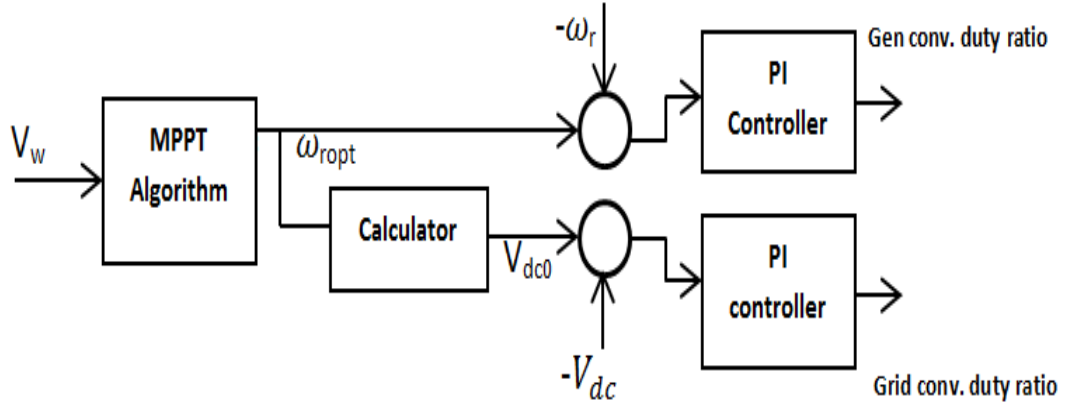 -ωr
Gen conv. duty ratio
PI
Controller
Vw
MPPT
Algorithm
ωropt
Calculator
Vdc0
PI
controller
-Vdc
Grid conv. duty ratio